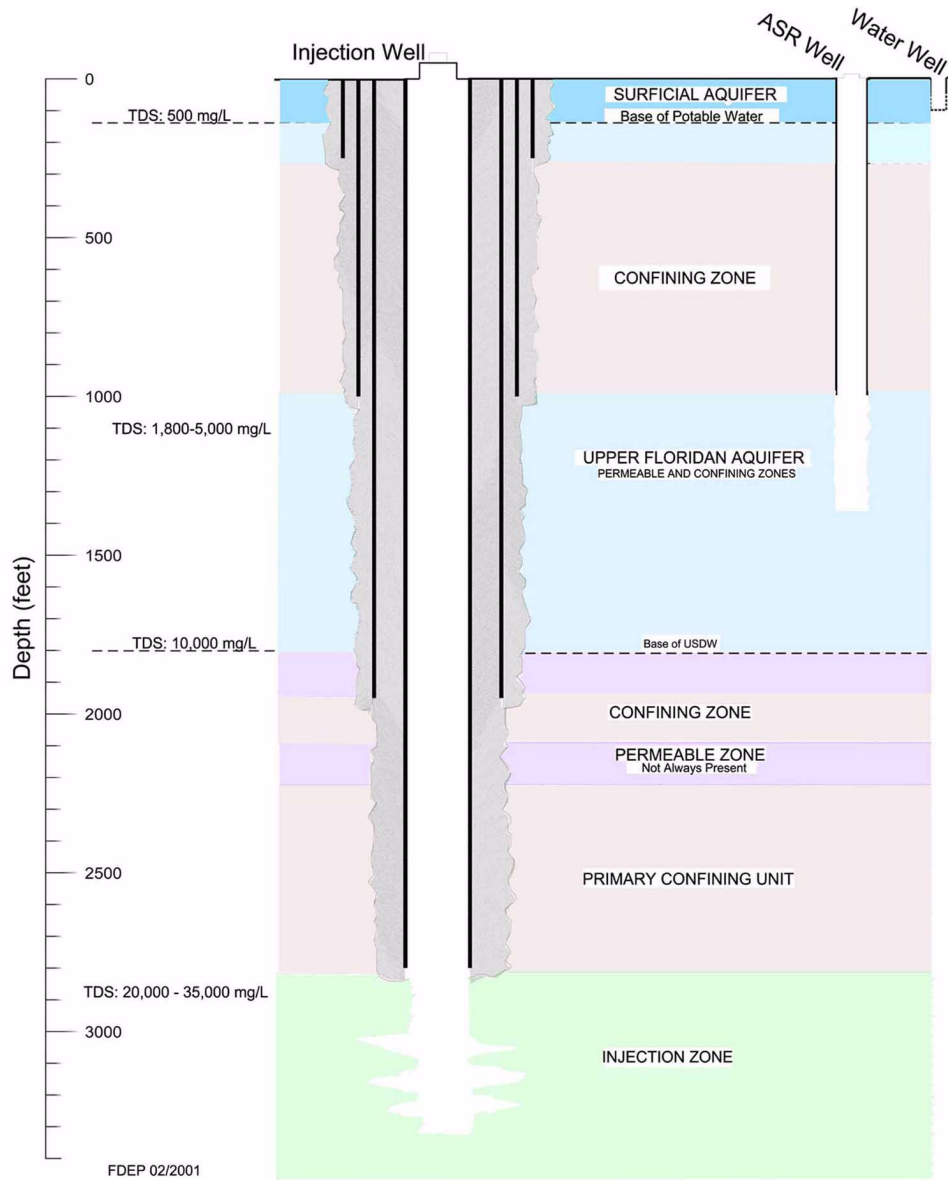 Injection Well
ASR Well
Water Well
0
SURFICIAL AQUIFER
TDS: 500 mg/L
Base of Potable Water
500
CONFINING ZONE
1000
TDS: 1,800-5,000 mg/L
UPPER FLORIDAN AQUIFER
PERMEABLE AND CONFINING ZONES
1500
Depth (feet)
TDS: 10,000 mg/L
Base of USDW
2000
CONFINING ZONE
PERMEABLE ZONE
Not Always Present
2500
PRIMARY CONFINING UNIT
TDS: 20,000 - 35,000 mg/L
3000
INJECTION ZONE
FDEP 02/2001